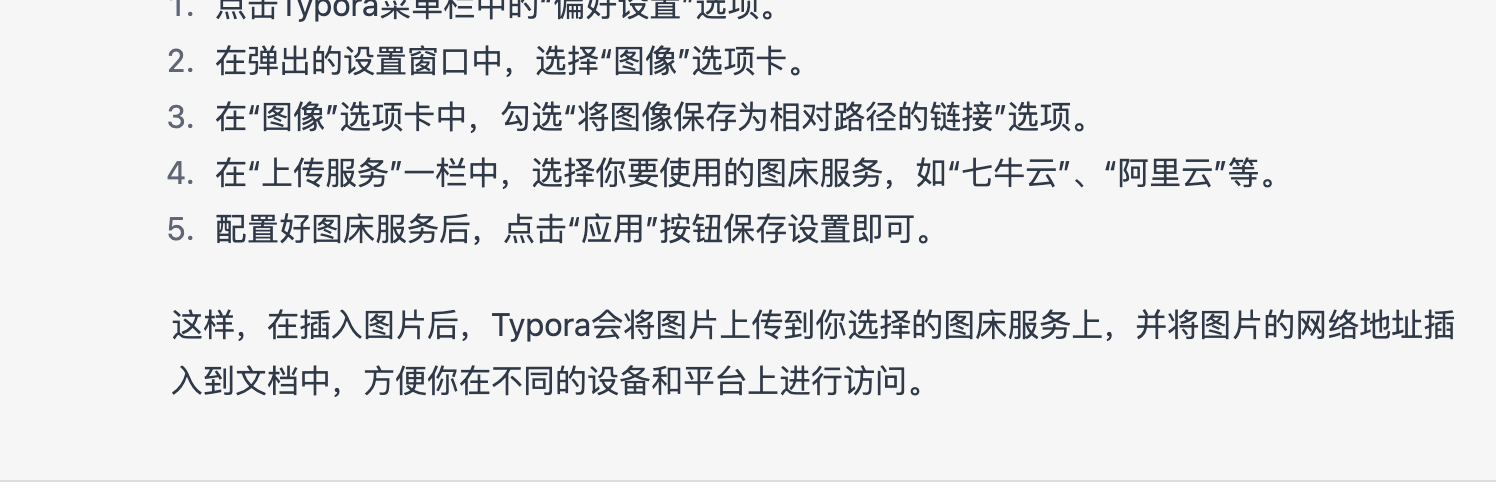 1. 点击Typora菜单栏中的“偏好设置”选项。
2. 在弹出的设置窗口中，选择“图像”选项卡。
3. 在“图像”选项卡中，勾选“将图像保存为相对路径的链接”选项。
4. 在“上传服务”一栏中，选择你要使用的图床服务，如“七牛云”、“阿里云”等。
5. 配置好图床服务后，点击“应用”按钮保存设置即可。
这样，在插入图片后，Typora会将图片上传到你选择的图床服务上，并将图片的网络地址插
入到文档中，方便你在不同的设备和平台上进行访问。